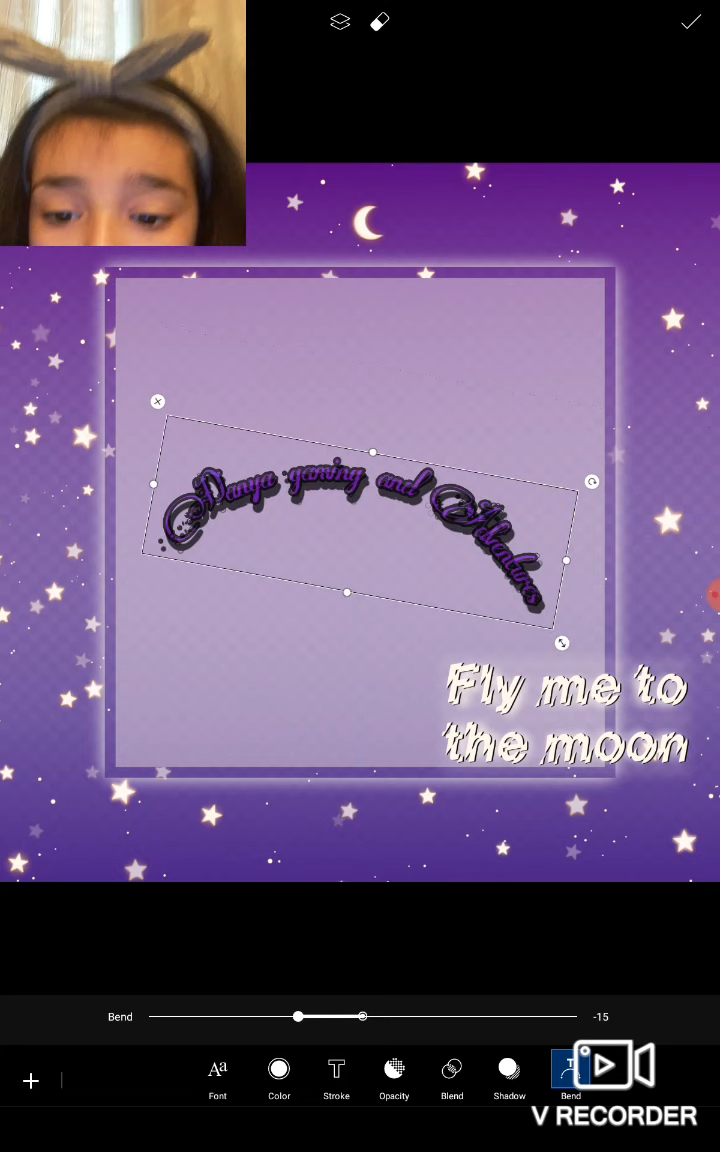 Danya gaming and Adventures
Fly me to
the moon
Bend
-15
Aa
Font
Color
T
Stroke
Opacity
Blend
Shadow
T
Bend
V RECORDER